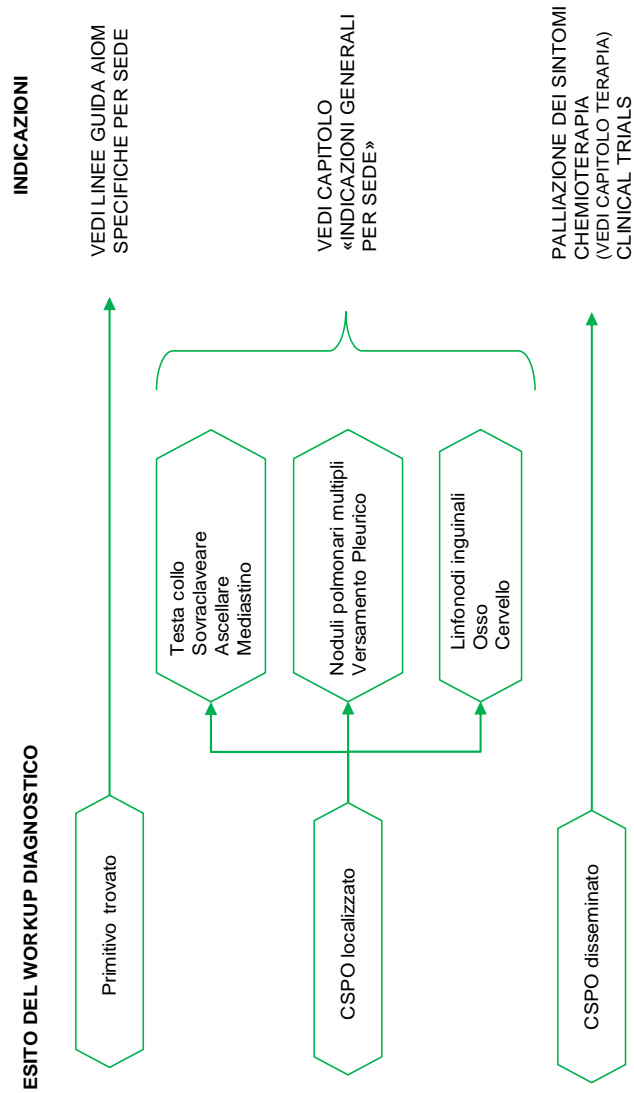 ESITO DEL WORKUP DIAGNOSTICO
INDICAZIONI
Primitivo trovato
VEDI LINEE GUIDA AIOM
SPECIFICHE PER SEDE
CSPO localizzato
Testa collo
Sovraclaveare
Ascellare
Mediastino
Noduli polmonari multipli
Versamento Pleurico
Linfonodi inguinali
Osso
Cervello
VEDI CAPITOLO
«INDICAZIONI GENERALI
PER SEDE»
CSPO disseminato
PALLIAZIONE DEI SINTOMI
CHEMIOTERAPIA
(VEDI CAPITOLO TERAPIA)
CLINICAL TRIALS